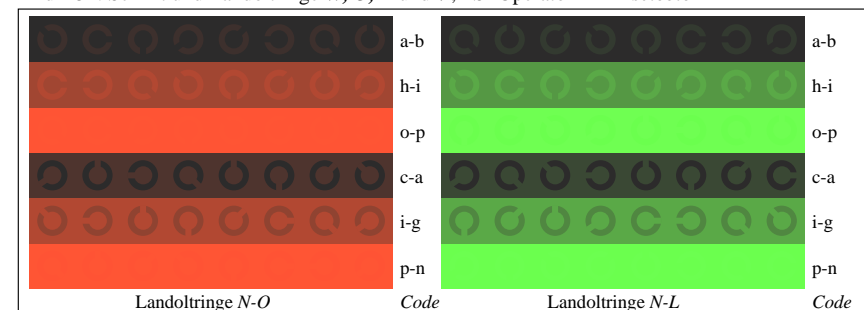 a-b a-b
h-i h-i
o-p o-p
c-a c-a
i-g i-g
p-n p-n
Landoltringe N-O Code Landoltringe N-L Code